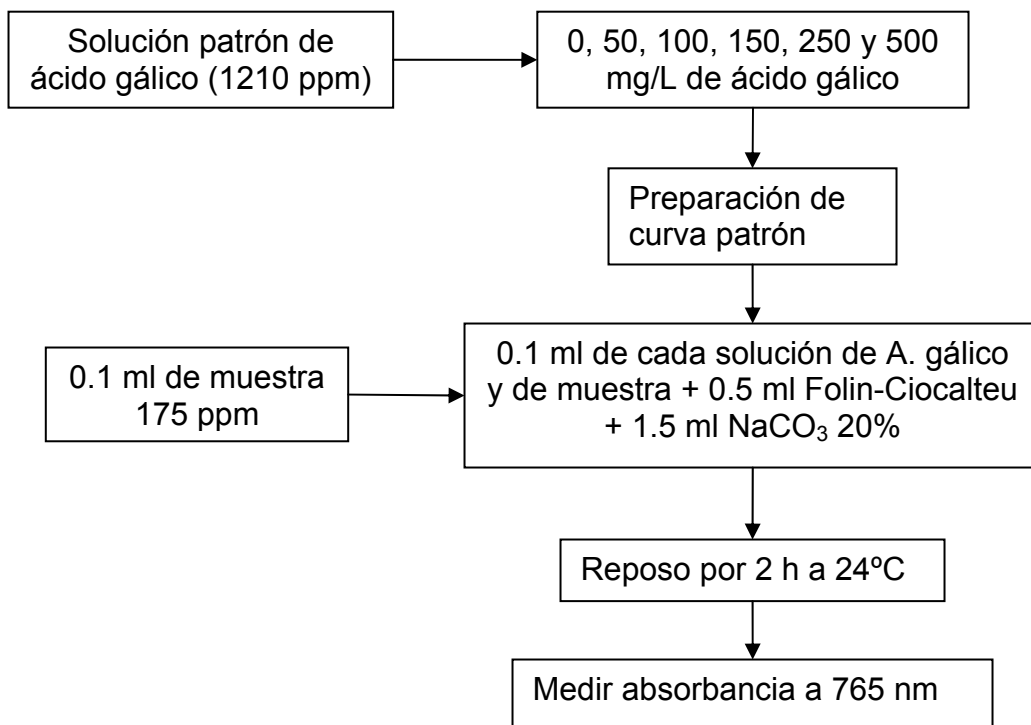 Solución patrón de
ácido gálico (1210 ppm)
0, 50, 100, 150, 250 y 500
mg/L de ácido gálico
Preparación de
curva patrón
0.1 ml de muestra
175 ppm
0.1 ml de cada solución de A. gálico
y de muestra + 0.5 ml Folin-Ciocalteu
+ 1.5 ml NaCO₃ 20%
Reposo por 2 h a 24ºC
Medir absorbancia a 765 nm